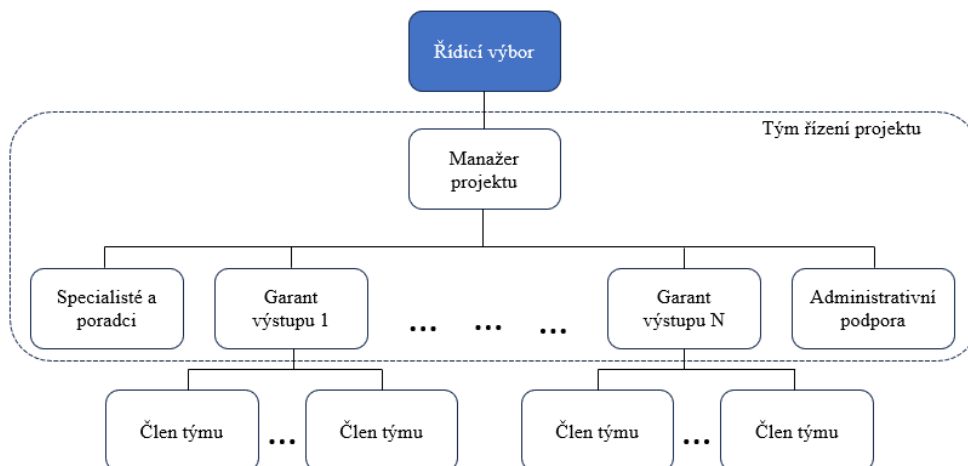 Řídicí výbor
Tým řízení projektu
Manažer
projektu
Specialisté a
poradci
Garant
výstupu 1
... ... ...
Garant
výstupu N
Administrativní
podpora
Člen týmu
...
Člen týmu
Člen týmu
...
Člen týmu